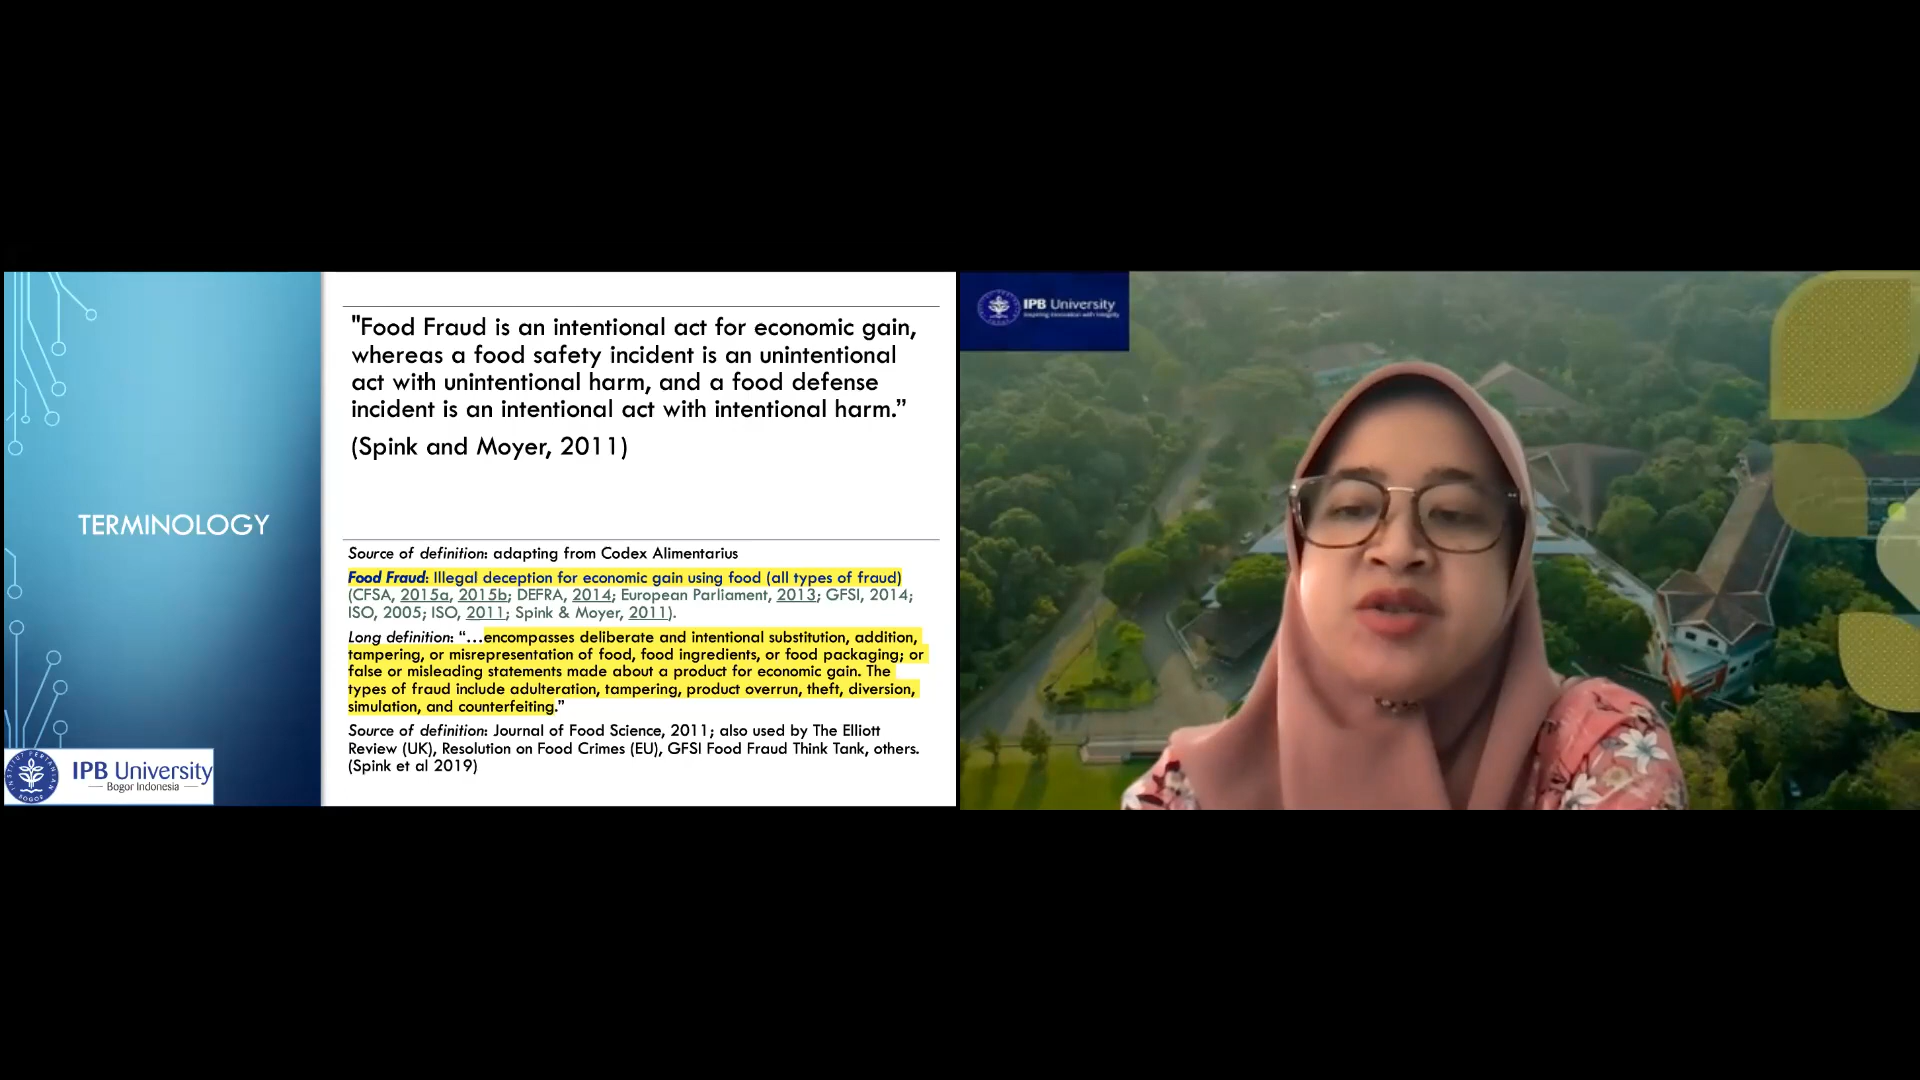 TERMINOLOGY
"Food Fraud is an intentional act for economic gain,
whereas a food safety incident is an unintentional
act with unintentional harm, and a food defense
incident is an intentional act with intentional harm.”
(Spink and Moyer, 2011)
Source of definition: adapting from Codex Alimentarius
Food Fraud: Illegal deception for economic gain using food (all types of fraud)
(CFSA, 2015a, 2015b; DEFRA, 2014; European Parliament, 2013; GFSI, 2014;
ISO, 2005; ISO, 2011; Spink & Moyer, 2011).
Long definition: “…encompasses deliberate and intentional substitution, addition,
tampering, or misrepresentation of food, food ingredients, or food packaging; or
false or misleading statements made about a product for economic gain. The
types of fraud include adulteration, tampering, product overrun, theft, diversion,
simulation, and counterfeiting.”
Source of definition: Journal of Food Science, 2011; also used by The Elliott
Review (UK), Resolution on Food Crimes (EU), GFSI Food Fraud Think Tank, others.
(Spink et al 2019)
INSTITUT PERTANIAN
BOGOR
IPB University
Bogor Indonesia
IPB University
Inspiring Innovation with Integrity